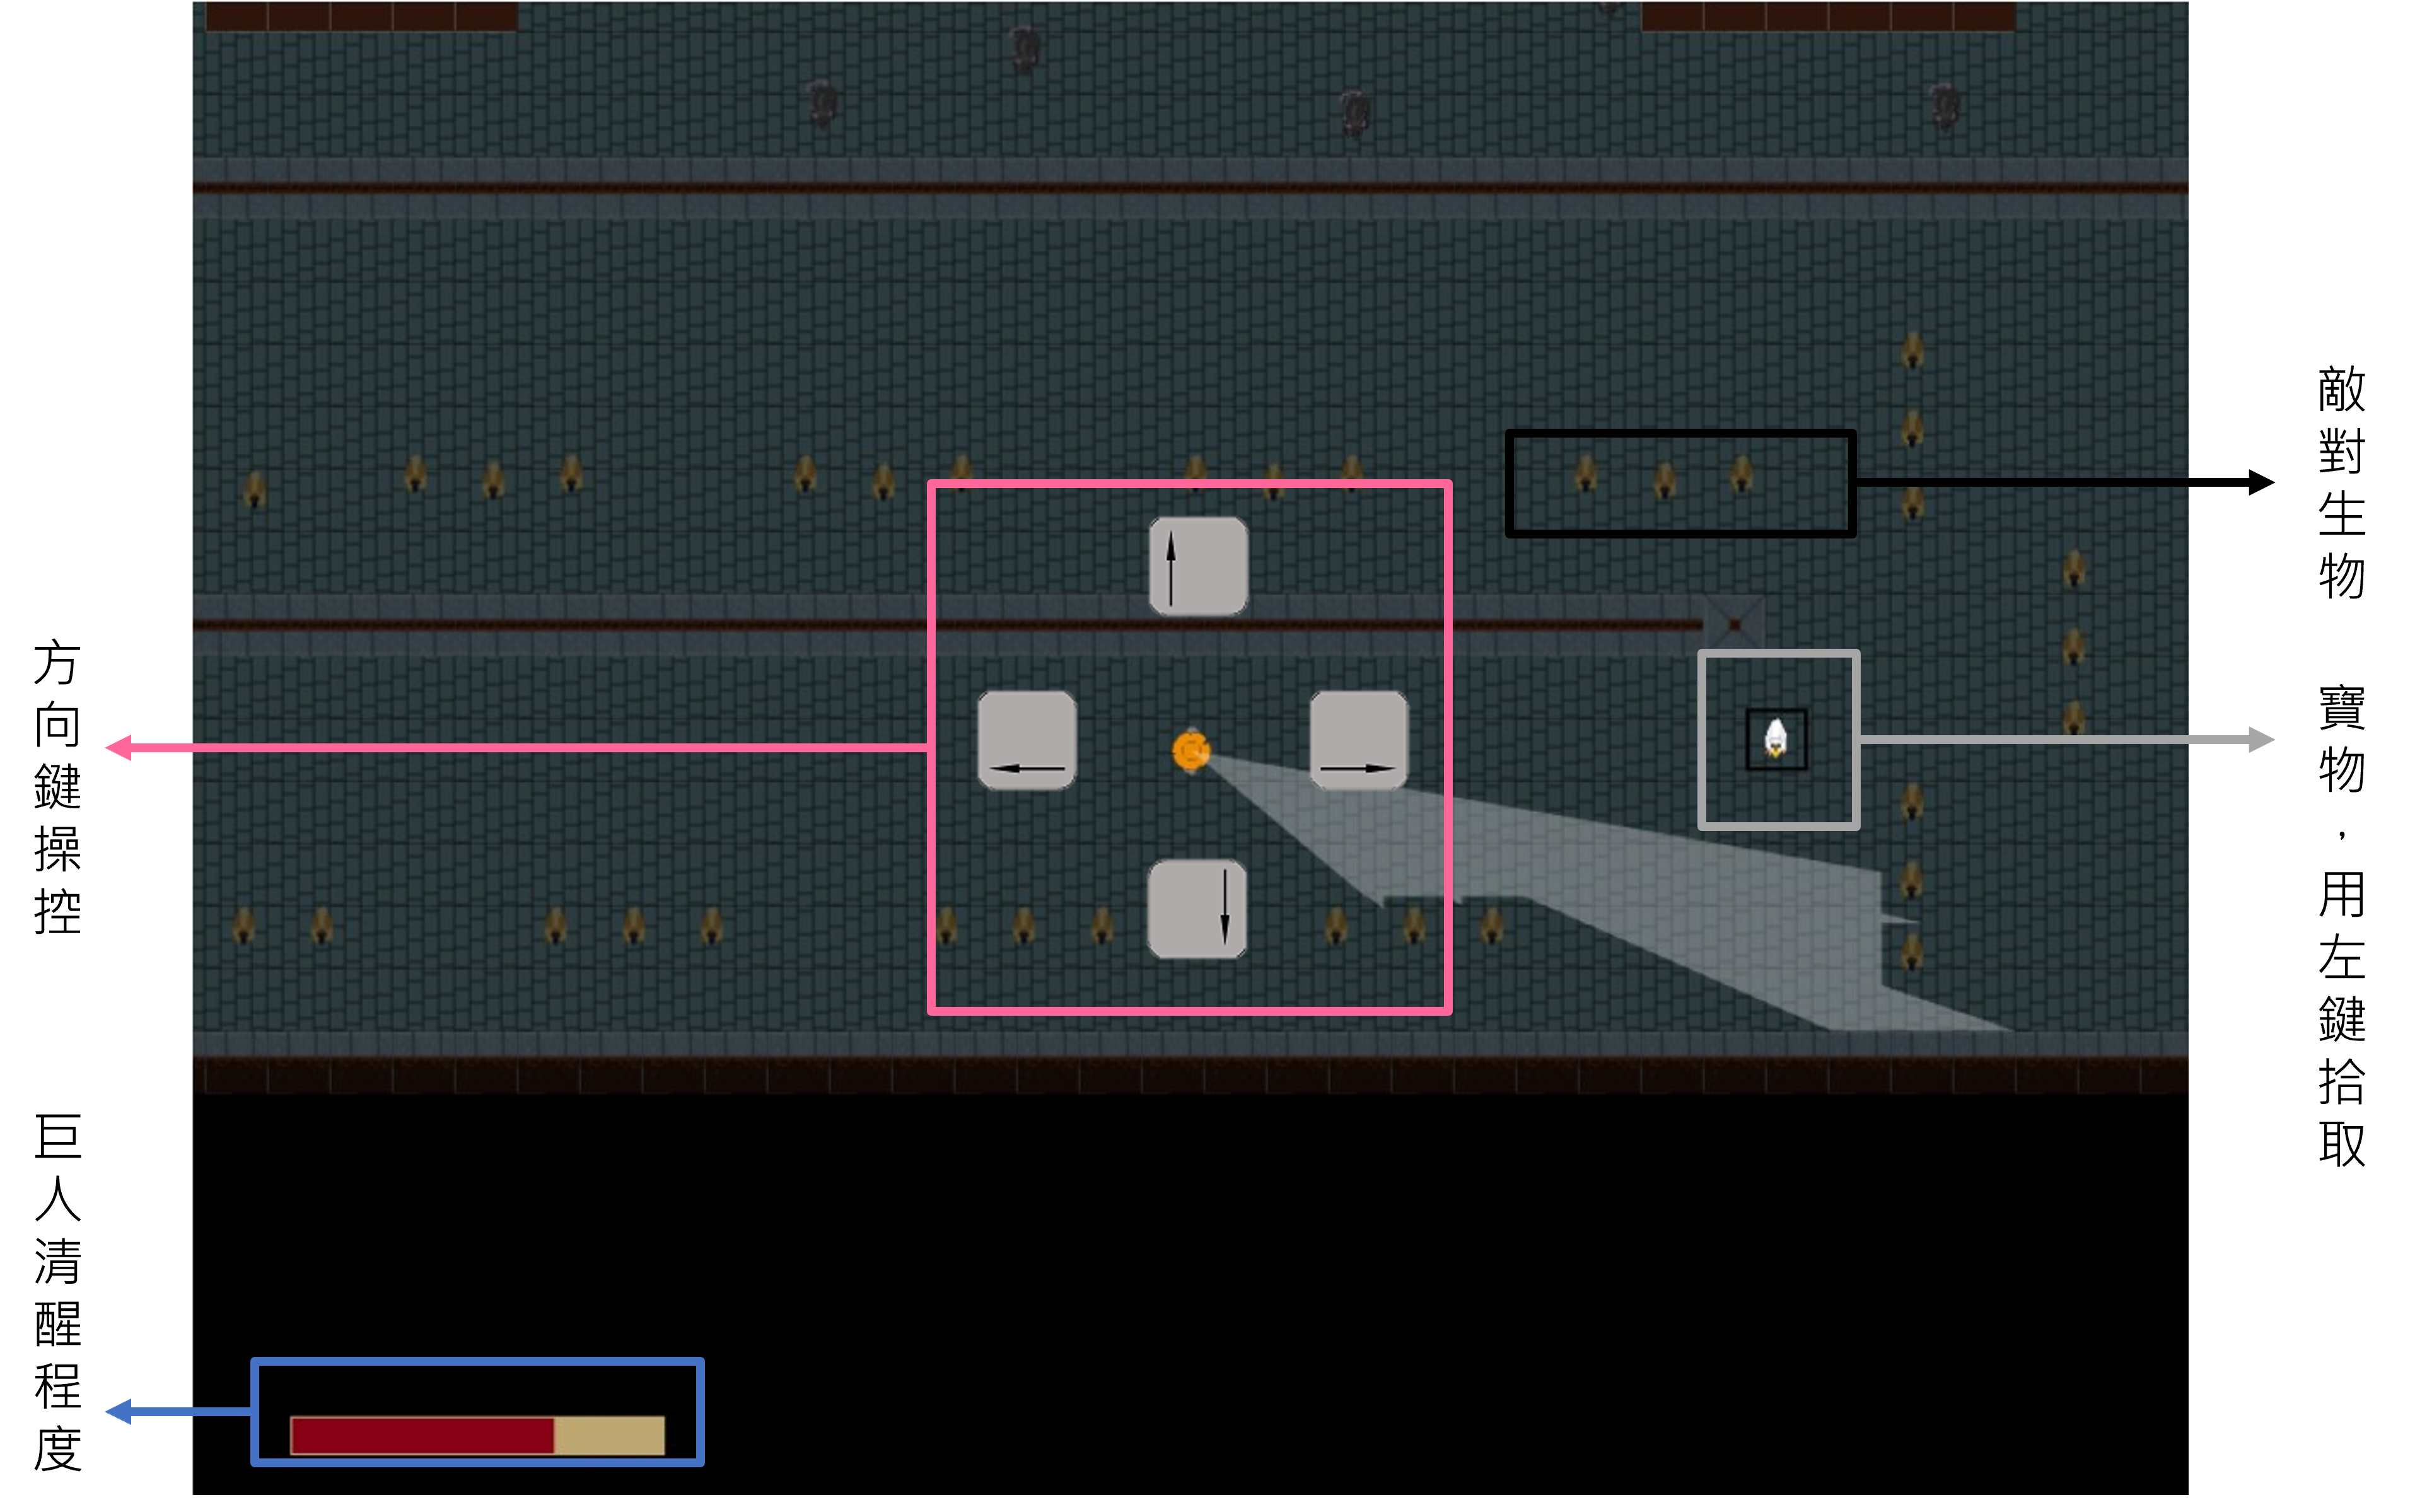 方向鍵操控
巨人清醒程度
敵對生物
寶物，用左鍵拾取